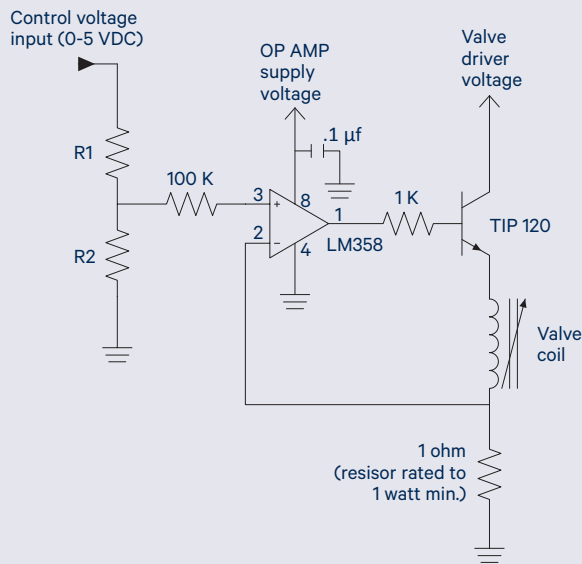 Control voltage
input (0-5 VDC)
OP AMP
supply
voltage
Valve
driver
voltage
.1 µf
R1
100 K
3
+
8
1
1 K
2
−
4
LM358
TIP 120
R2
Valve
coil
1 ohm
(resisor rated to
1 watt min.)